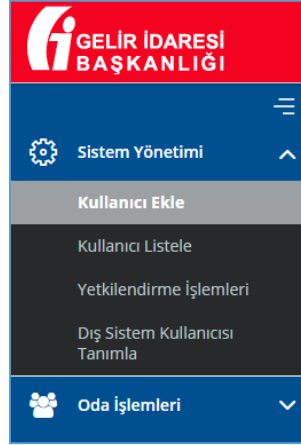 GELİR İDARESİ
BAŞKANLIĞI
Sistem Yönetimi
Kullanıcı Ekle
Kullanıcı Listele
Yetkilendirme İşlemleri
Dış Sistem Kullanıcısı
Tanımla
Oda İşlemleri